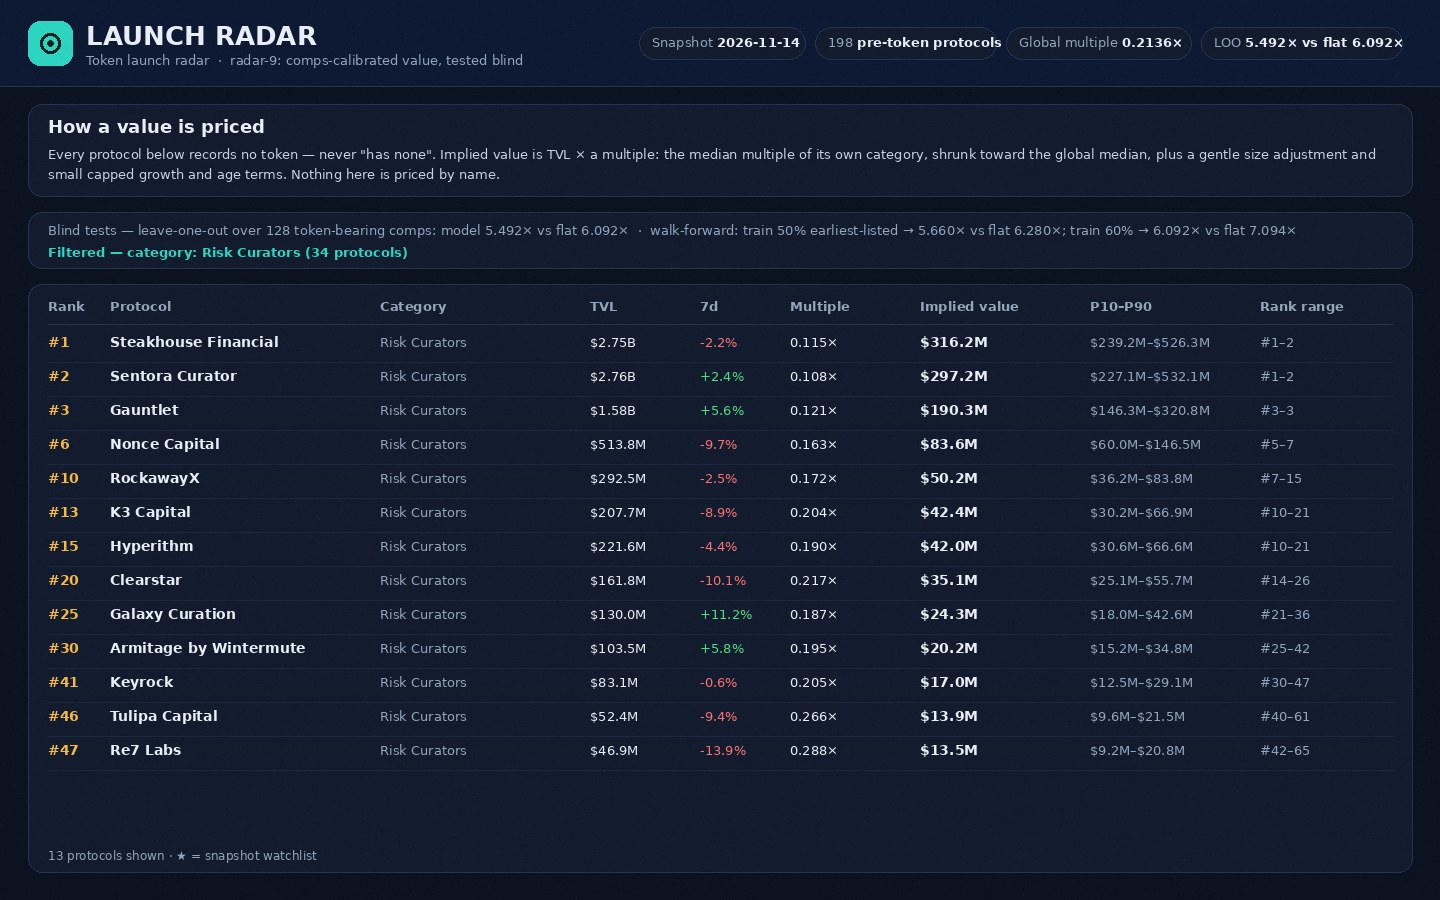 LAUNCH RADAR
Token launch radar · radar-9: comps-calibrated value, tested blind
Snapshot 2026-11-14
198 pre-token protocols
Global multiple 0.2136×
LOO 5.492× vs flat 6.092×
How a value is priced
Every protocol below records no token — never "has none". Implied value is TVL × a multiple: the median multiple of its own category, shrunk toward the global median, plus a gentle size adjustment and
small capped growth and age terms. Nothing here is priced by name.
Blind tests — leave-one-out over 128 token-bearing comps: model 5.492× vs flat 6.092× · walk-forward: train 50% earliest-listed → 5.660× vs flat 6.280×; train 60% → 6.092× vs flat 7.094×
Filtered — category: Risk Curators (34 protocols)
Rank Protocol Category TVL 7d Multiple Implied value P10–P90 Rank range
#1 Steakhouse Financial Risk Curators $2.75B -2.2% 0.115× $316.2M $239.2M–$526.3M #1–2
#2 Sentora Curator Risk Curators $2.76B +2.4% 0.108× $297.2M $227.1M–$532.1M #1–2
#3 Gauntlet Risk Curators $1.58B +5.6% 0.121× $190.3M $146.3M–$320.8M #3–3
#6 Nonce Capital Risk Curators $513.8M -9.7% 0.163× $83.6M $60.0M–$146.5M #5–7
#10 RockawayX Risk Curators $292.5M -2.5% 0.172× $50.2M $36.2M–$83.8M #7–15
#13 K3 Capital Risk Curators $207.7M -8.9% 0.204× $42.4M $30.2M–$66.9M #10–21
#15 Hyperithm Risk Curators $221.6M -4.4% 0.190× $42.0M $30.6M–$66.6M #10–21
#20 Clearstar Risk Curators $161.8M -10.1% 0.217× $35.1M $25.1M–$55.7M #14–26
#25 Galaxy Curation Risk Curators $130.0M +11.2% 0.187× $24.3M $18.0M–$42.6M #21–36
#30 Armitage by Wintermute Risk Curators $103.5M +5.8% 0.195× $20.2M $15.2M–$34.8M #25–42
#41 Keyrock Risk Curators $83.1M -0.6% 0.205× $17.0M $12.5M–$29.1M #30–47
#46 Tulipa Capital Risk Curators $52.4M -9.4% 0.266× $13.9M $9.6M–$21.5M #40–61
#47 Re7 Labs Risk Curators $46.9M -13.9% 0.288× $13.5M $9.2M–$20.8M #42–65
13 protocols shown · ★ = snapshot watchlist